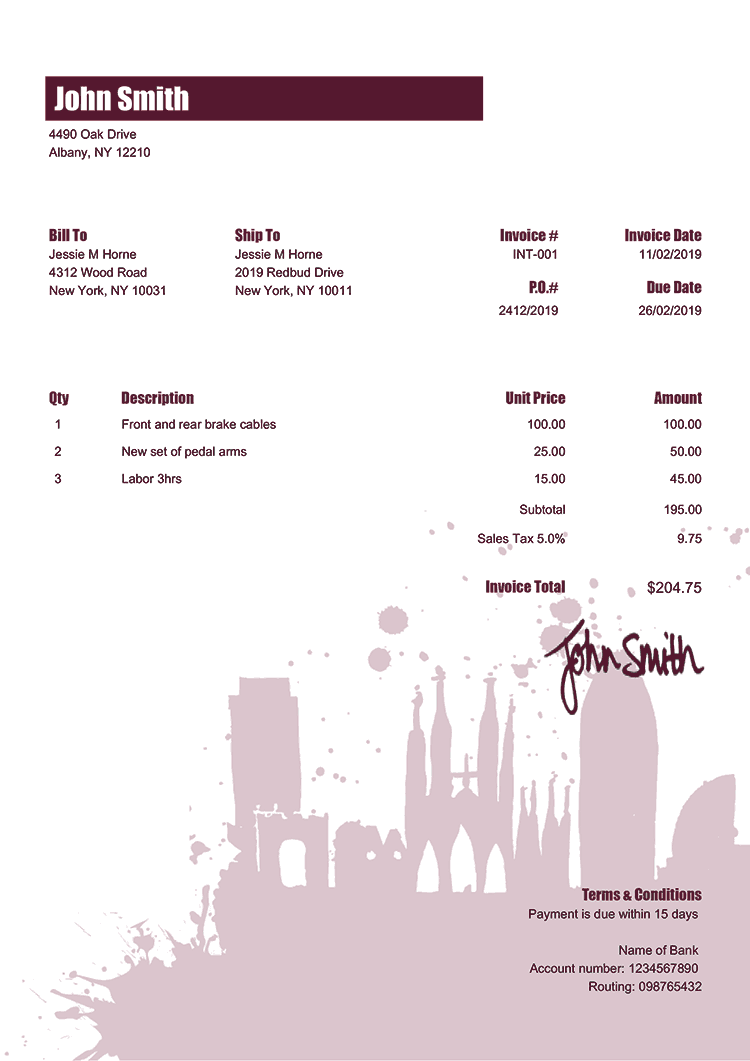 John Smith
4490 Oak Drive
Albany, NY 12210
Bill To Ship To Invoice # Invoice Date
Jessie M Horne Jessie M Horne INT-001 11/02/2019
4312 Wood Road 2019 Redbud Drive P.O.# Due Date
New York, NY 10031 New York, NY 10011 2412/2019 26/02/2019
Qty Description Unit Price Amount
1 Front and rear brake cables 100.00 100.00
2 New set of pedal arms 25.00 50.00
3 Labor 3hrs 15.00 45.00
Subtotal 195.00
Sales Tax 5.0% 9.75
Invoice Total $204.75
John Smith
Terms & Conditions
Payment is due within 15 days
Name of Bank
Account number: 1234567890
Routing: 098765432